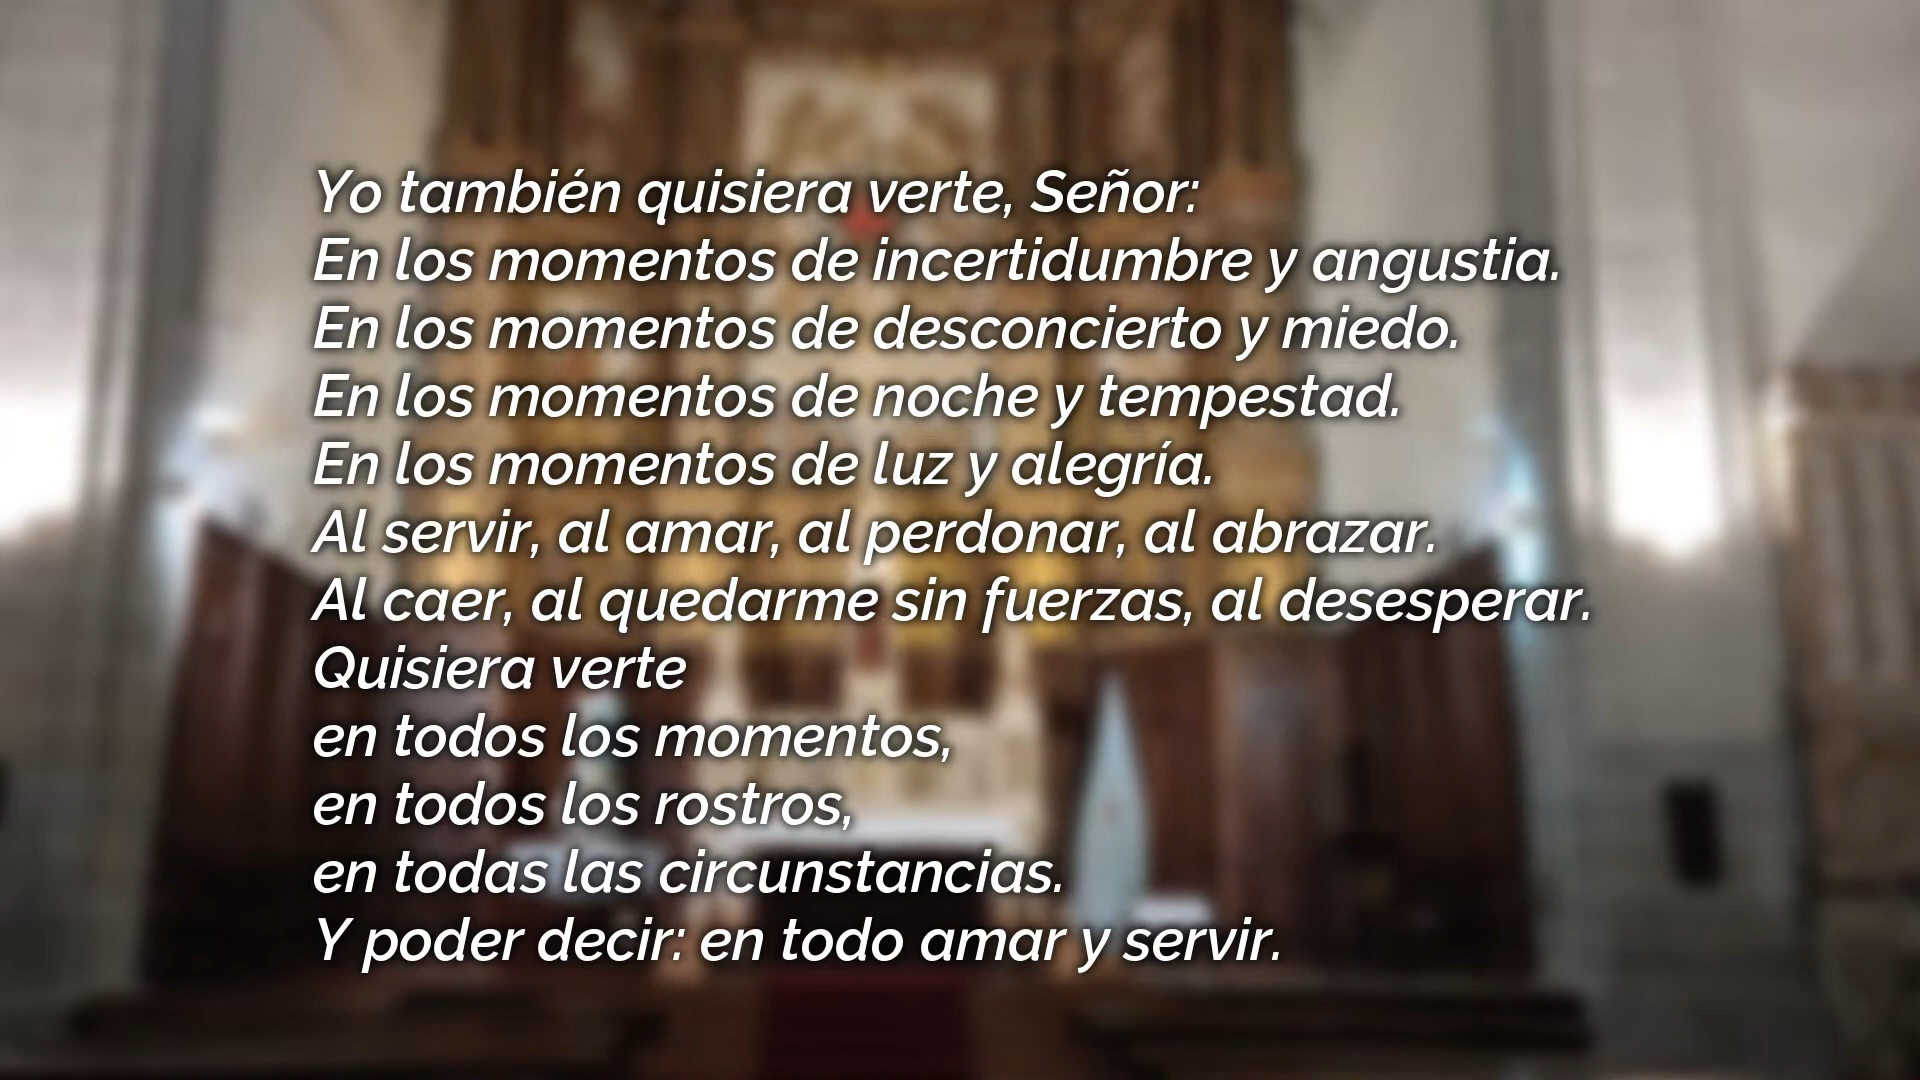 Yo también quisiera verte, Señor:
En los momentos de incertidumbre y angustia.
En los momentos de desconcierto y miedo.
En los momentos de noche y tempestad.
En los momentos de luz y alegría.
Al servir, al amar, al perdonar, al abrazar.
Al caer, al quedarme sin fuerzas, al desesperar.
Quisiera verte
en todos los momentos,
en todos los rostros,
en todas las circunstancias.
Y poder decir: en todo amar y servir.